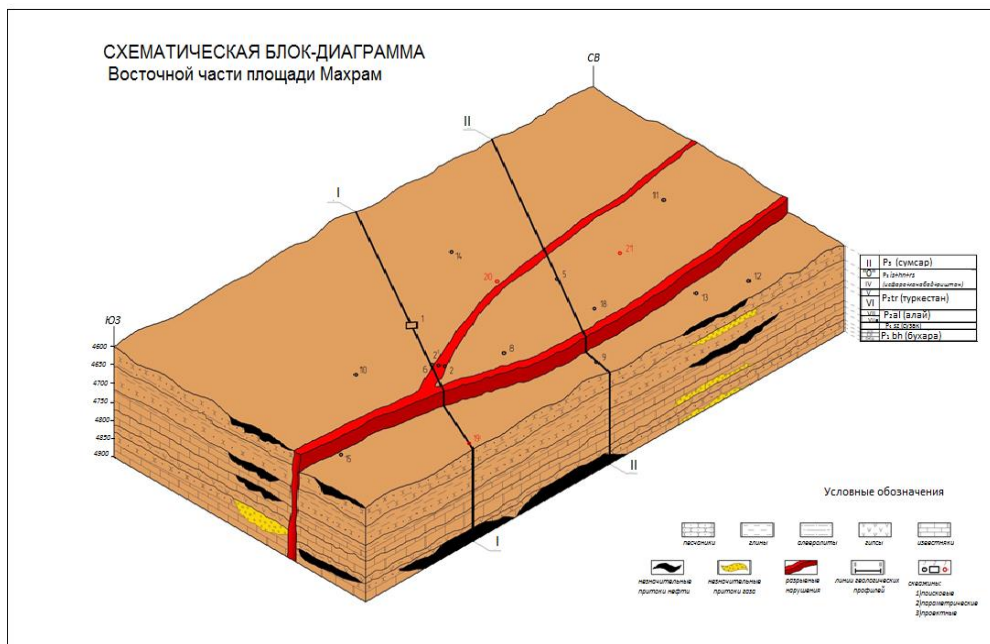 СХЕМАТИЧЕСКАЯ БЛОК-ДИАГРАММА
Восточной части площади Махрам
СВ
II
I
11
21
14
20
5
12
13
18
1
ЮЗ
8
9
6
2
10
19
15
4600
4650
4700
4750
4800
4850
4900
II
I
II P₃ (сумсар)
"О"
IV
V
VI P₂tr (туркестан)
VII P₂al (алай)
P₁ bh (бухара)
Условные обозначения
песчаники
глины
алевролиты
гипсы
известняки
незначительные
притоки нефти
незначительные
притоки газа
разрывные
нарушения
линии геологических
профилей
скважины:
1)поисковые
2)параметрические
3)проектные